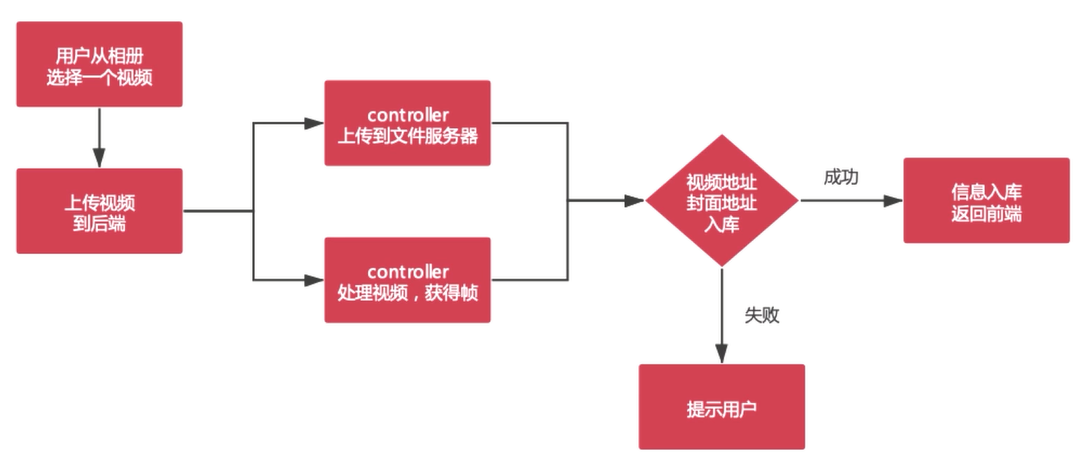 用户从相册
选择一个视频
上传视频
到后端
controller
上传到文件服务器
controller
处理视频，获得帧
视频地址
封面地址
入库
成功
信息入库
返回前端
失败
提示用户